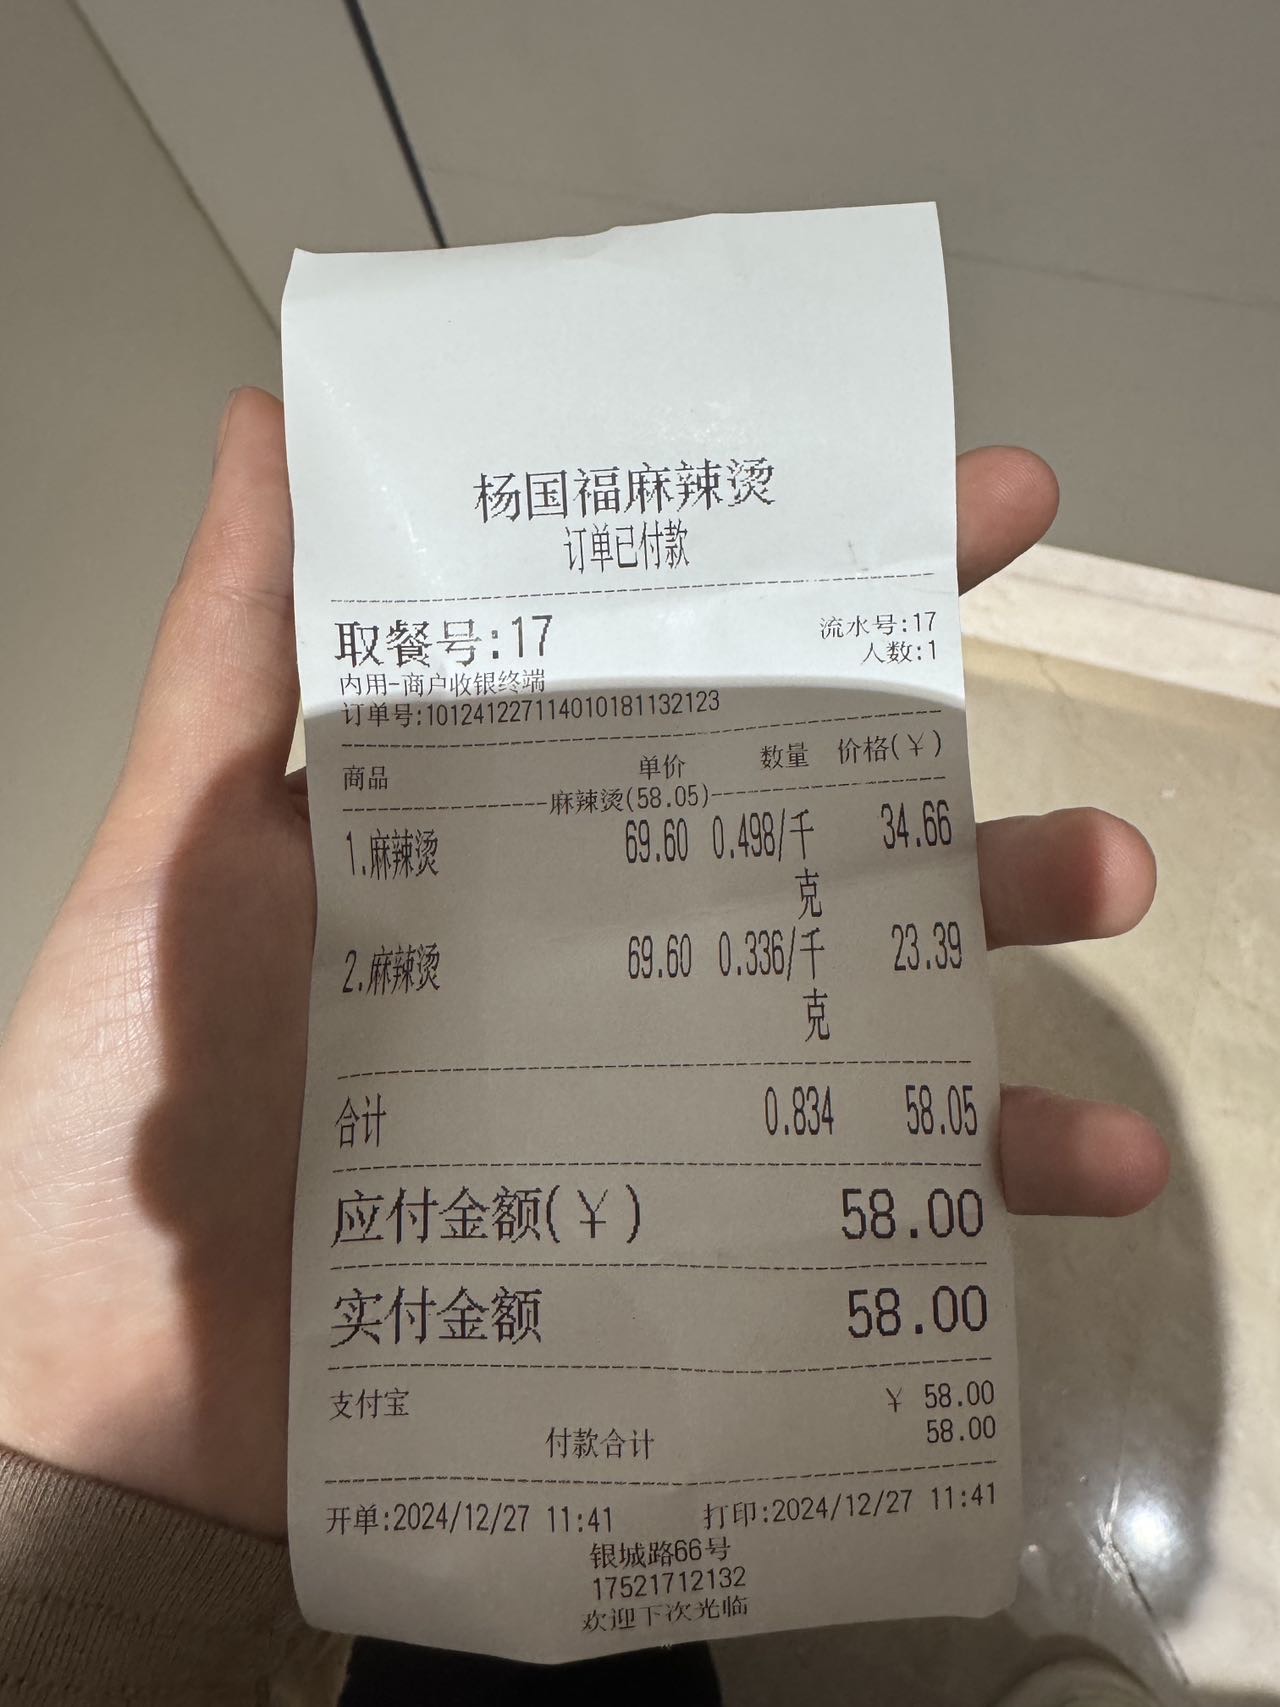 杨国福麻辣烫
订单已付款
取餐号:17 流水号:17
人数:1
内用-商户收银终端
订单号:101241227114010181132123
商品 单价 数量 价格(¥)
麻辣烫(58.05)
1.麻辣烫 69.60 0.498/千克 34.66
2.麻辣烫 69.60 0.336/千克 23.39
合计 0.834 58.05
应付金额(¥) 58.00
实付金额 58.00
支付宝 ¥ 58.00
付款合计 58.00
开单:2024/12/27 11:41 打印:2024/12/27 11:41
银城路66号
17521712132
欢迎下次光临